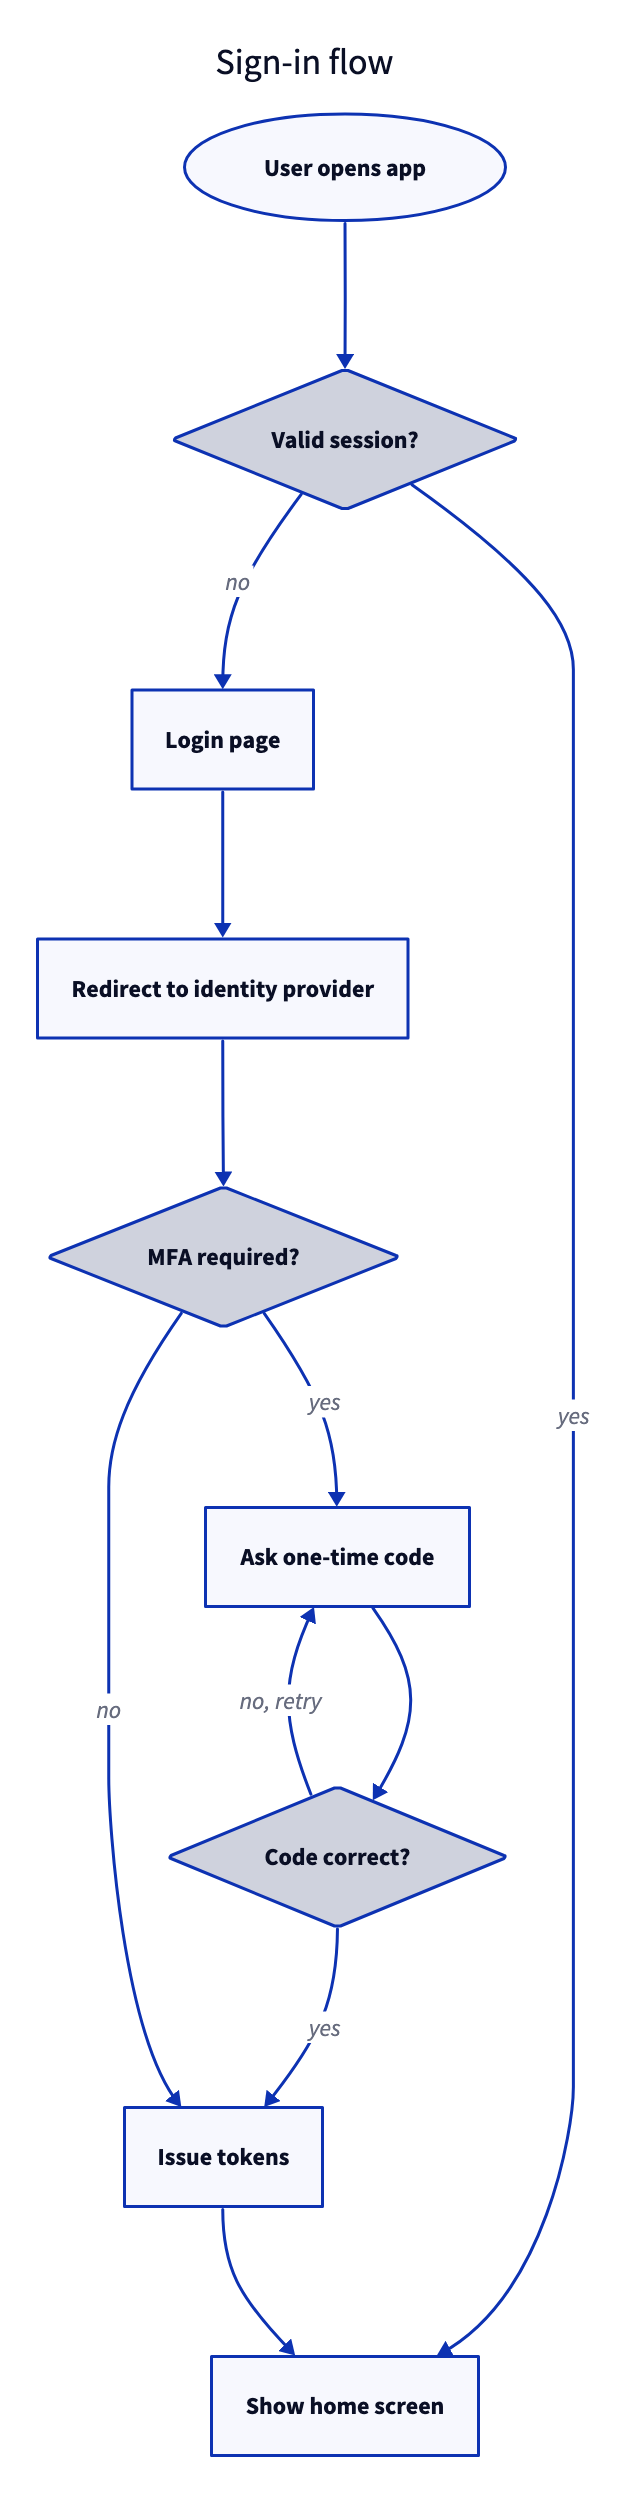 Sign-in flow
User opens app
Valid session?
no
Login page
Redirect to identity provider
MFA required?
yes
yes
Ask one-time code
no, retry
no
Code correct?
yes
Issue tokens
Show home screen